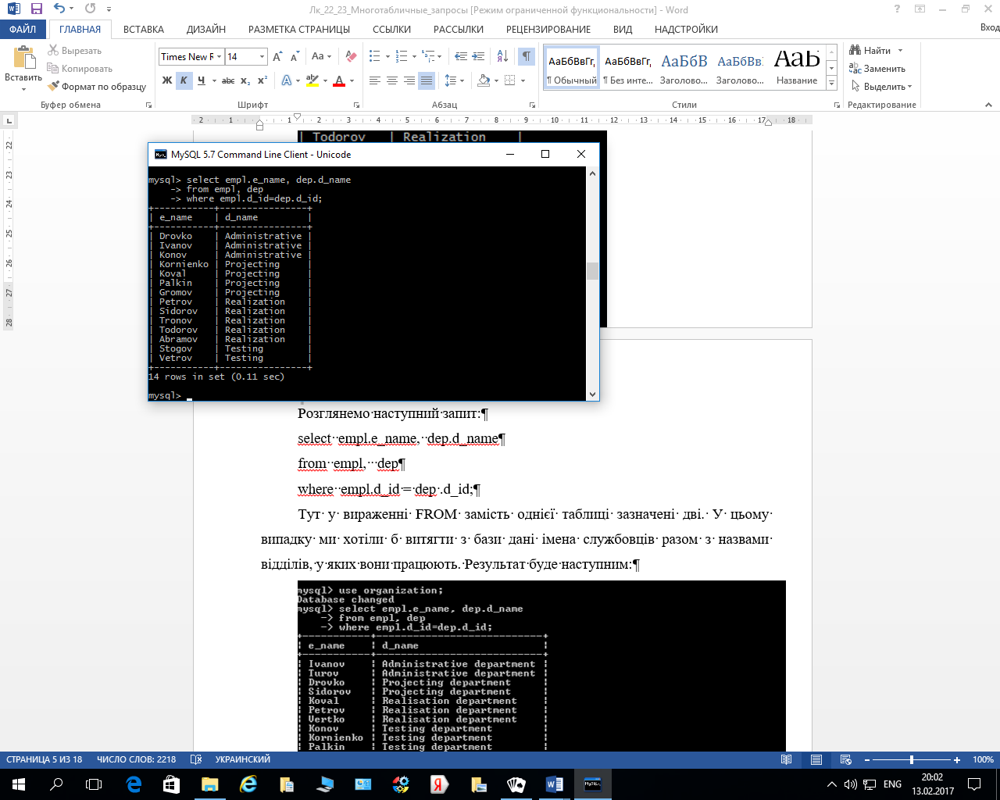 Лк_22_23_Многотабличные_запросы [Режим ограниченной функциональности] - Word
ФАЙЛ ГЛАВНАЯ ВСТАВКА ДИЗАЙН РАЗМЕТКА СТРАНИЦЫ ССЫЛКИ РАССЫЛКИ РЕЦЕНЗИРОВАНИЕ ВИД НАДСТРОЙКИ Вход
Вставить
Вырезать
Копировать
Формат по образцу
Буфер обмена
Times New R 14
Ж К Ч abc x₂ x²
Шрифт
Абзац
АаБбВвГг, АаБбВвГг, АаБбВ АаБбВв АаБ
¶ Обычный ¶ Без инте... Заголово... Заголово... Название
Стили
Найти
Заменить
Выделить
Редактирование
2 1 1 2 3 4 5 6 7 8 9 10 11 12 13 14 15 16 17 18
22
23
24
25
26
27
28
| Todorov | Realization |
MySQL 5.7 Command Line Client - Unicode
mysql> select empl.e_name, dep.d_name
-> from empl, dep
-> where empl.d_id=dep.d_id;
+-----------+----------------+
| e_name | d_name |
+-----------+----------------+
| Drovko | Administrative |
| Ivanov | Administrative |
| Konov | Administrative |
| Kornienko | Projecting |
| Koval | Projecting |
| Palkin | Projecting |
| Gromov | Projecting |
| Petrov | Realization |
| Sidorov | Realization |
| Tronov | Realization |
| Todorov | Realization |
| Abramov | Realization |
| Stogov | Testing |
| Vetrov | Testing |
+-----------+----------------+
14 rows in set (0.11 sec)
mysql>
Розглянемо·наступний·запит:¶
select··empl.e_name,··dep.d_name¶
from··empl,···dep¶
where··empl.d_id·=·dep·.d_id;¶
Тут· у· вираженні· FROM· замість· однієї· таблиці· зазначені· дві.· У· цьому·
випадку· ми· хотіли· б· витягти· з· бази· дані· імена· службовців· разом· з· назвами·
відділів,·у·яких·вони·працюють.·Результат·буде·наступним:¶
mysql> use organization;
Database changed
mysql> select empl.e_name, dep.d_name
-> from empl, dep
-> where empl.d_id=dep.d_id;
| e_name | d_name |
| Ivanov | Administrative department |
| Turov | Administrative department |
| Drovko | Projecting department |
| Sidorov | Projecting department |
| Koval | Realisation department |
| Petrov | Realisation department |
| Vertko | Realisation department |
| Konov | Testing department |
| Kornienko | Testing department |
| Palkin | Testing department |
СТРАНИЦА 5 ИЗ 18 ЧИСЛО СЛОВ: 2218 УКРАИНСКИЙ 100%
ENG 20:02
13.02.2017